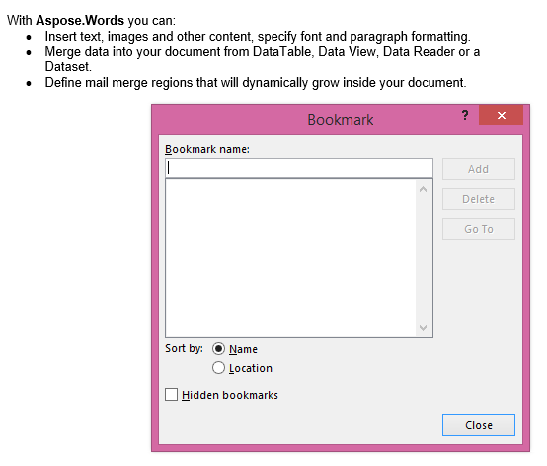 With Aspose.Words you can:
• Insert text, images and other content, specify font and paragraph formatting.
• Merge data into your document from DataTable, Data View, Data Reader or a
Dataset.
• Define mail merge regions that will dynamically grow inside your document.
Bookmark ? ×
Bookmark name:
Add
Delete
Go To
Sort by: Name
Location
Hidden bookmarks
Close